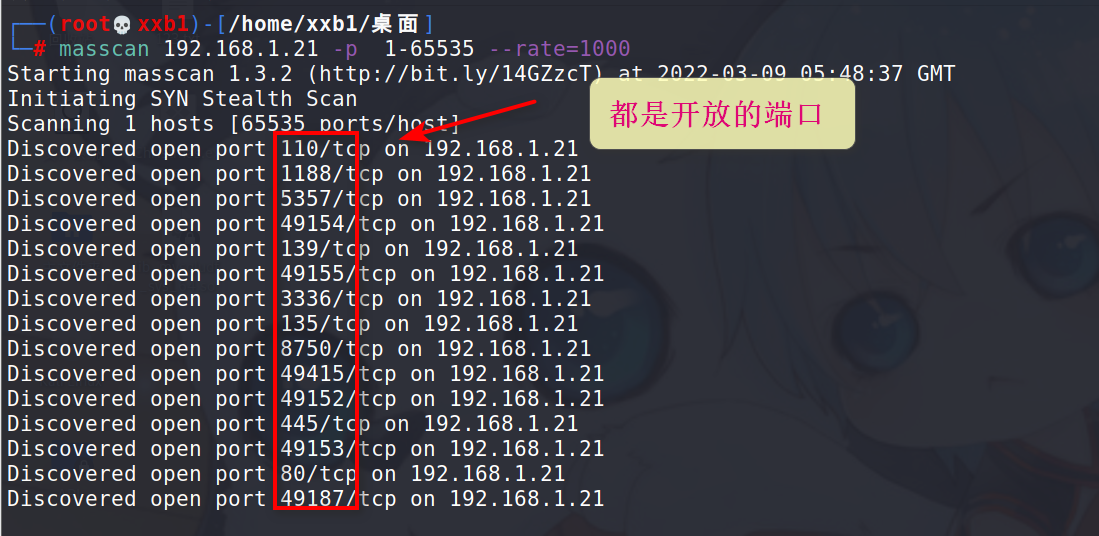 ┌──(root💀xxb1)-[/home/xxb1/桌面]
└─# masscan 192.168.1.21 -p  1-65535 --rate=1000
Starting masscan 1.3.2 (http://bit.ly/14GZzcT) at 2022-03-09 05:48:37 GMT
Initiating SYN Stealth Scan
都是开放的端口
Scanning 1 hosts [65535 ports/host]
Discovered open port 110/tcp on 192.168.1.21
Discovered open port 1188/tcp on 192.168.1.21
Discovered open port 5357/tcp on 192.168.1.21
Discovered open port 49154/tcp on 192.168.1.21
Discovered open port 139/tcp on 192.168.1.21
Discovered open port 49155/tcp on 192.168.1.21
Discovered open port 3336/tcp on 192.168.1.21
Discovered open port 135/tcp on 192.168.1.21
Discovered open port 8750/tcp on 192.168.1.21
Discovered open port 49415/tcp on 192.168.1.21
Discovered open port 49152/tcp on 192.168.1.21
Discovered open port 445/tcp on 192.168.1.21
Discovered open port 49153/tcp on 192.168.1.21
Discovered open port 80/tcp on 192.168.1.21
Discovered open port 49187/tcp on 192.168.1.21